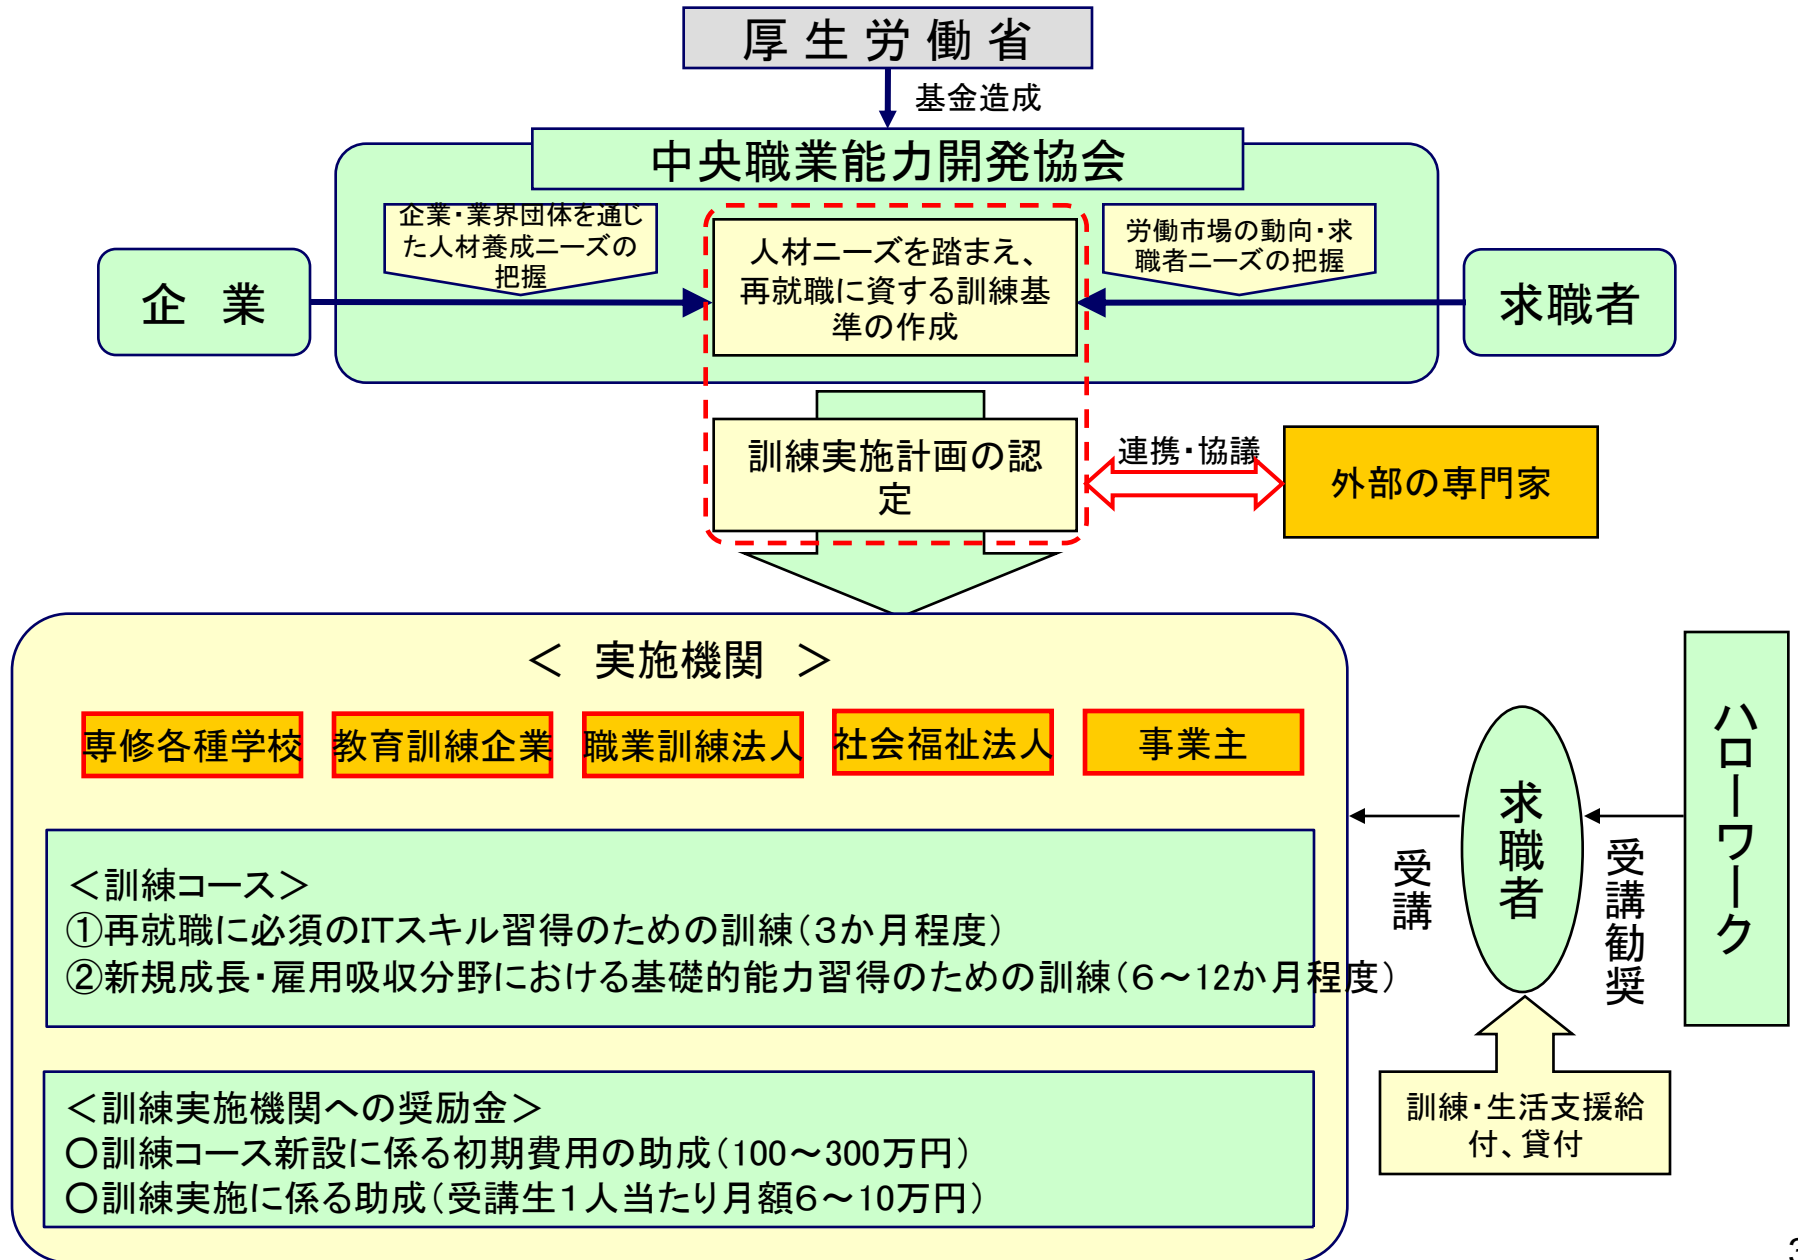 厚生労働省
基金造成
中央職業能力開発協会
企業・業界団体を通じ
た人材養成ニーズの
把握
人材ニーズを踏まえ、
再就職に資する訓練基
準の作成
労働市場の動向・求
職者ニーズの把握
企　業
求職者
訓練実施計画の認
定
連携・協議
外部の専門家
＜　実施機関　＞
専修各種学校
教育訓練企業
職業訓練法人
社会福祉法人
事業主
＜訓練コース＞
①再就職に必須のITスキル習得のための訓練（３か月程度）
②新規成長・雇用吸収分野における基礎的能力習得のための訓練（６～12か月程度）
＜訓練実施機関への奨励金＞
○訓練コース新設に係る初期費用の助成（100～300万円）
○訓練実施に係る助成（受講生１人当たり月額６～10万円）
受講
求職者
受講勧奨
ハローワーク
訓練・生活支援給
付、貸付